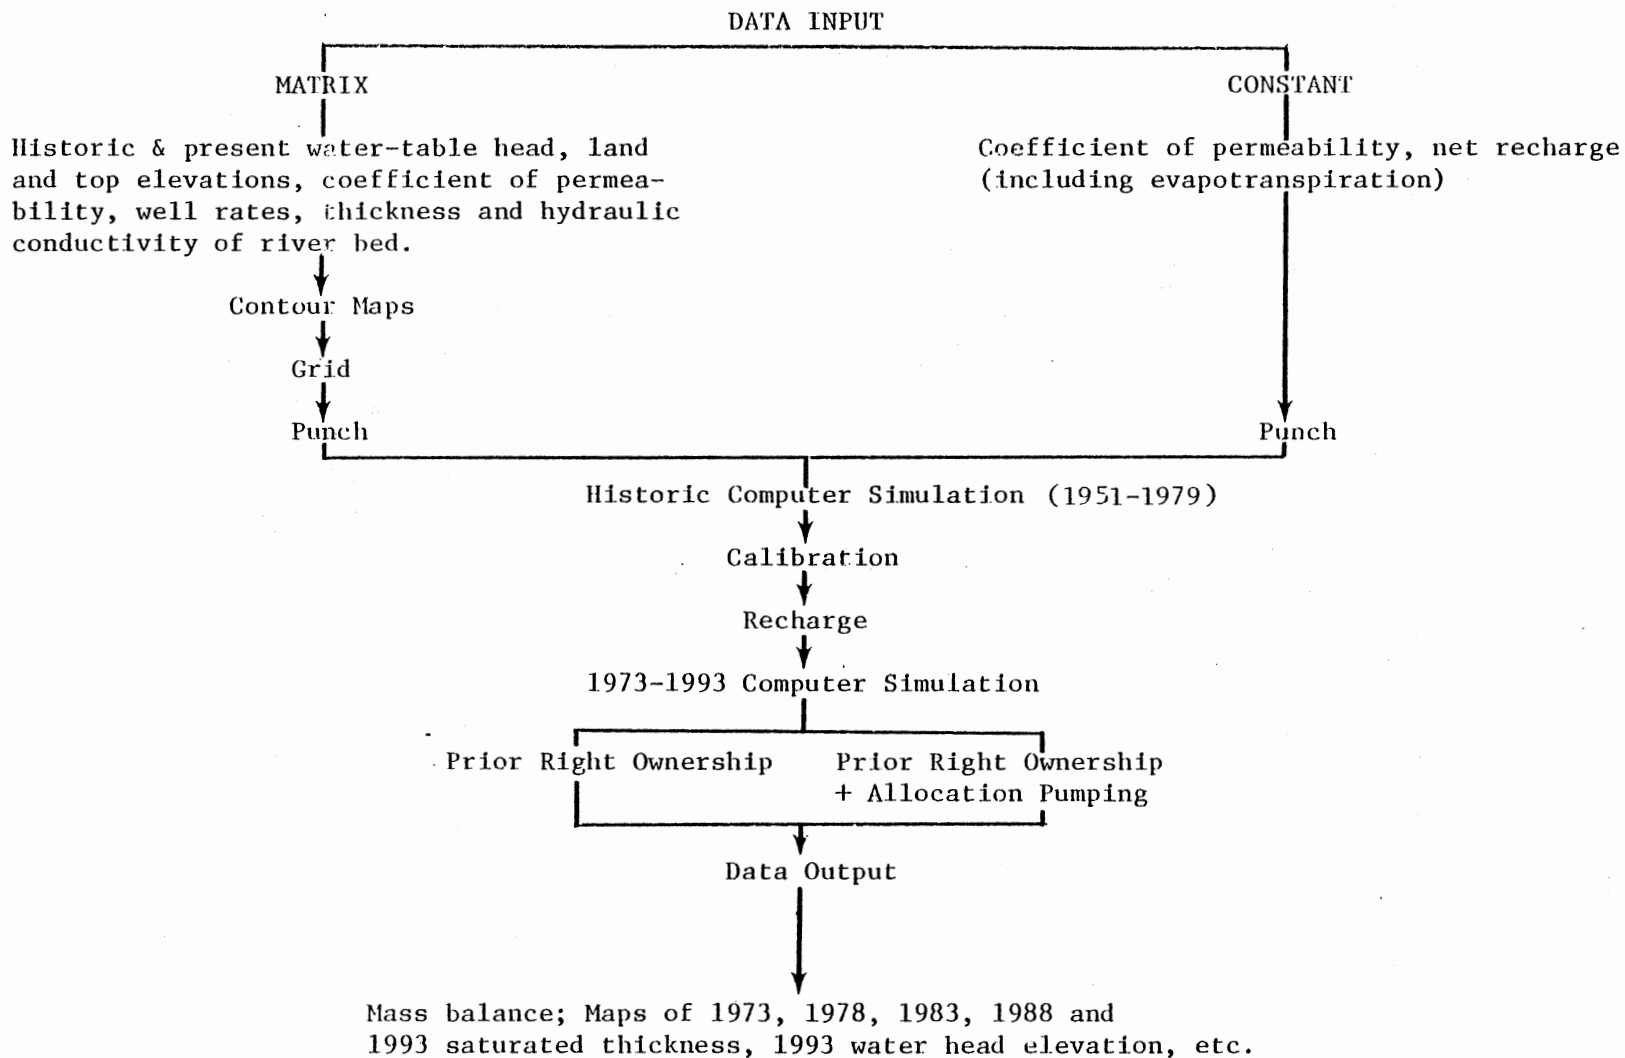 DATA INPUT
MATRIX
CONSTANT
Historic & present water-table head, land
and top elevations, coefficient of permea-
bility, well rates, thickness and hydraulic
conductivity of river bed.
Coefficient of permeability, net recharge
(including evapotranspiration)
Contour Maps
Grid
Punch
Punch
Historic Computer Simulation (1951-1979)
Calibration
Recharge
1973-1993 Computer Simulation
Prior Right Ownership
Prior Right Ownership
+ Allocation Pumping
Data Output
Mass balance; Maps of 1973, 1978, 1983, 1988 and
1993 saturated thickness, 1993 water head elevation, etc.